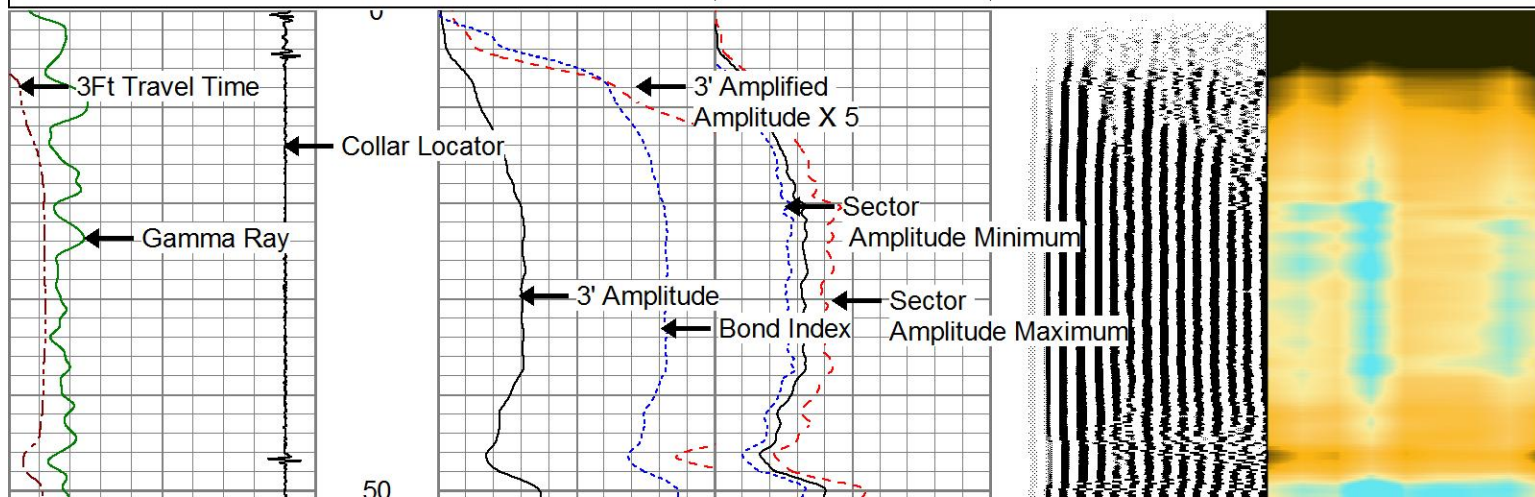 0
3Ft Travel Time
3' Amplified
Amplitude X 5
Collar Locator
Sector
Amplitude Minimum
Gamma Ray
3' Amplitude
Sector
Bond Index
Amplitude Maximum
50